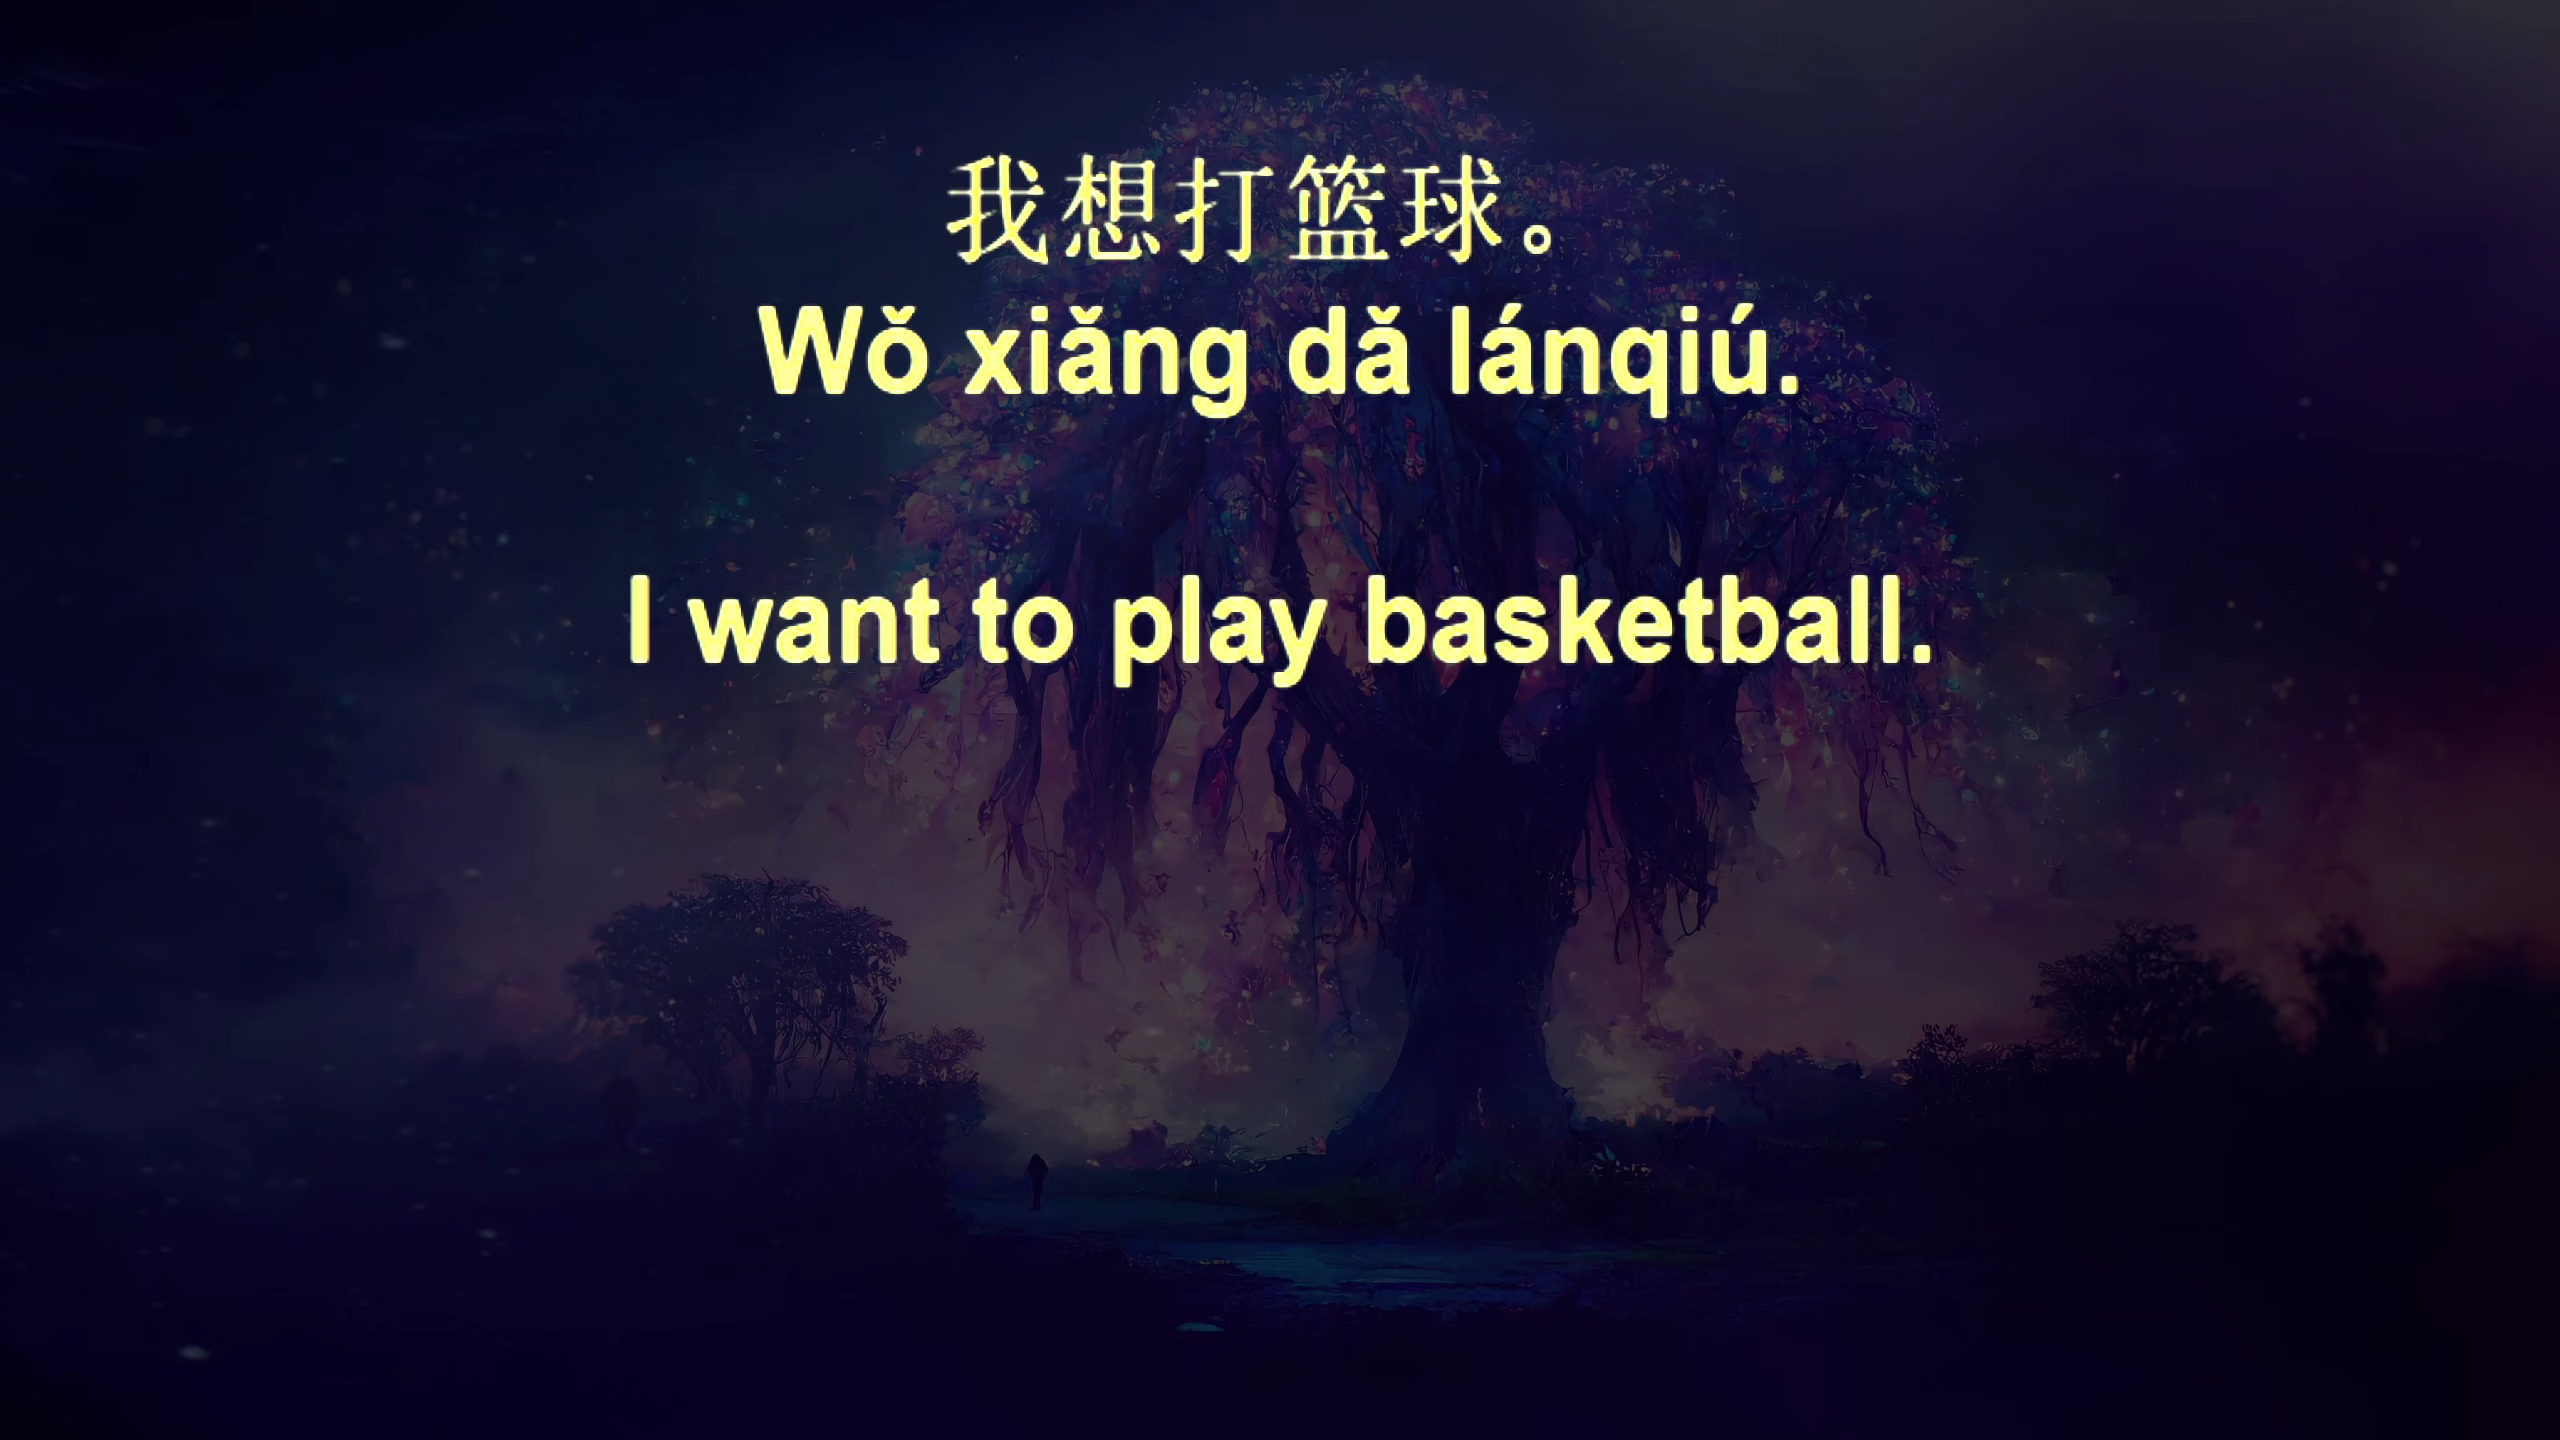 我想打篮球。
Wǒ xiǎng dǎ lánqiú.
I want to play basketball.